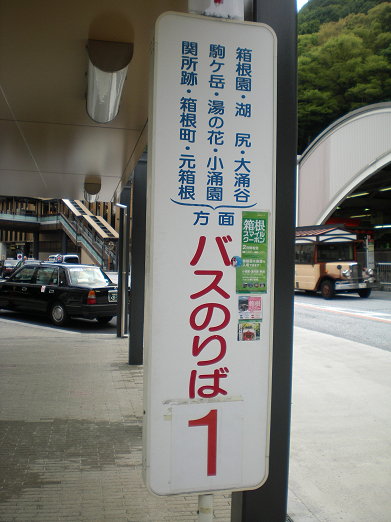 箱根園・湖尻・大涌谷
駒ケ岳・湯の花・小涌園
関所跡・箱根町・元箱根
方面
バスのりば
1
箱根
スマイル
クーポン